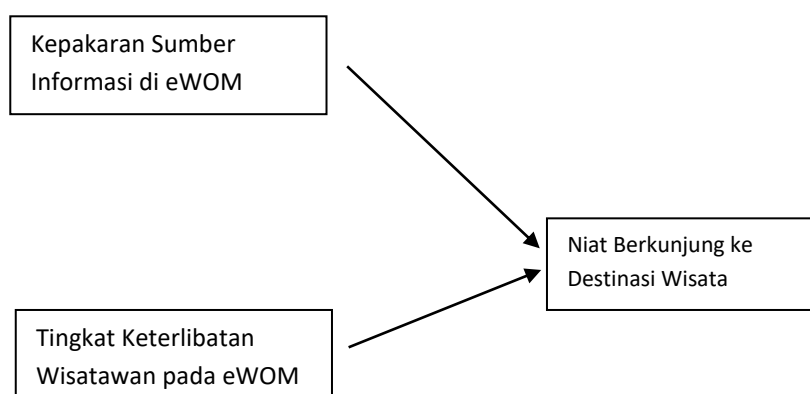 Kepakaran Sumber
Informasi di eWOM
Niat Berkunjung ke
Destinasi Wisata
Tingkat Keterlibatan
Wisatawan pada eWOM